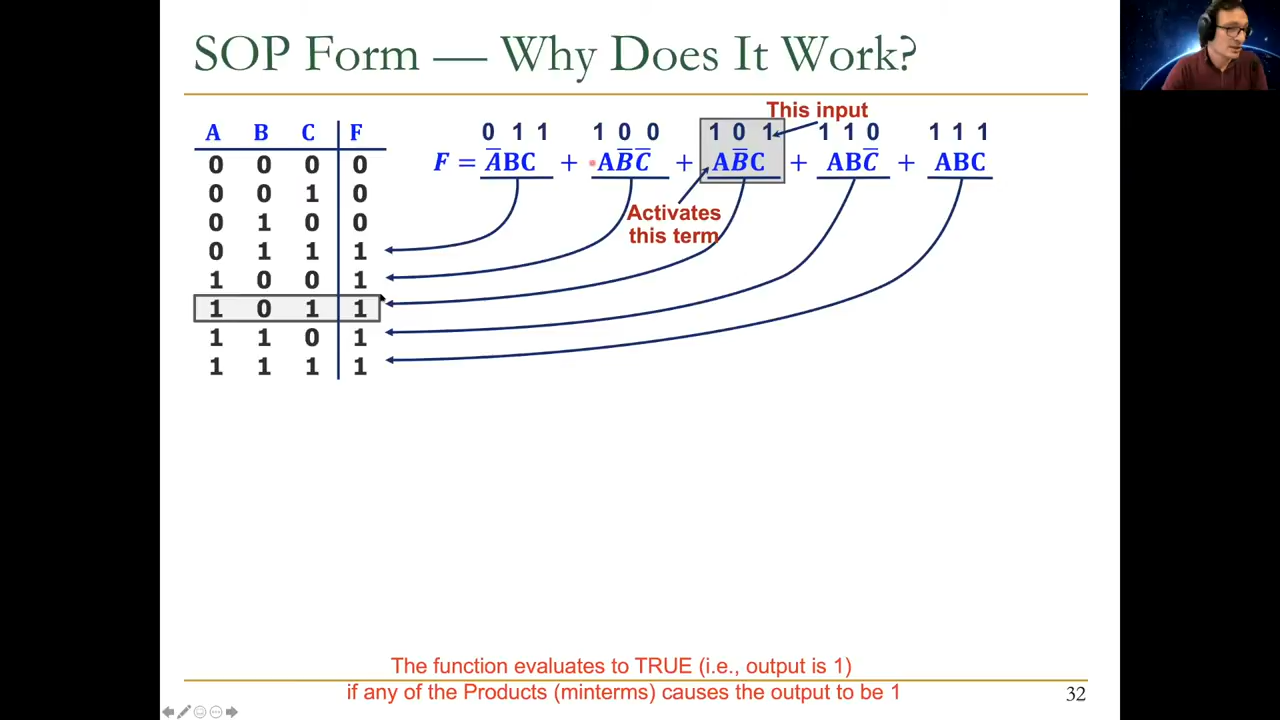 SOP Form — Why Does It Work?
This input
A B C F
0 1 1 1 0 0 1 0 1 1 1 0 1 1 1
F = A̅BC + AB̅C̅ + AB̅C + ABC̅ + ABC
0 0 0 0
0 0 1 0
0 1 0 0
0 1 1 1
1 0 0 1
1 0 1 1
1 1 0 1
1 1 1 1
Activates
this term
The function evaluates to TRUE (i.e., output is 1)
if any of the Products (minterms) causes the output to be 1
32